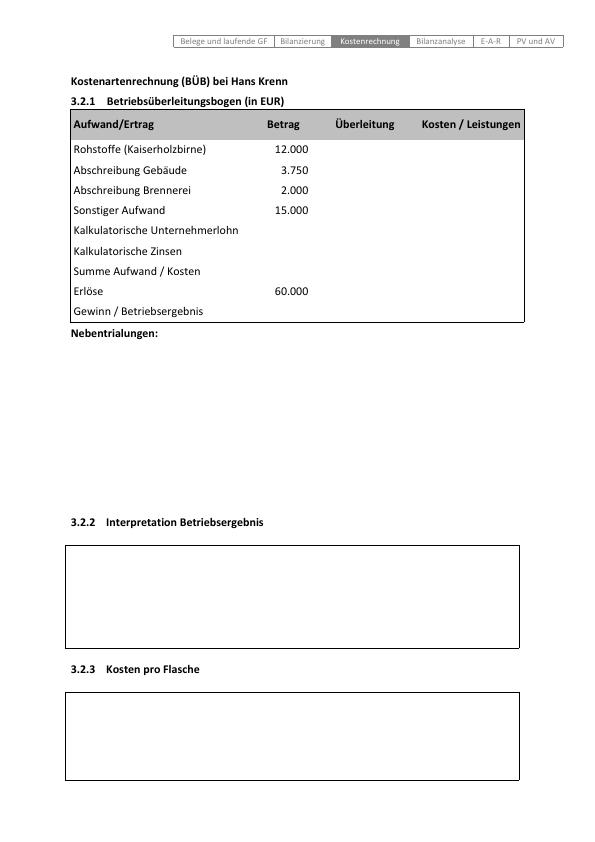 Belege und laufende GF Bilanzierung Kostenrechnung Bilanzanalyse E-A-R PV und AV
Kostenartenrechnung (BÜB) bei Hans Krenn
3.2.1 Betriebsüberleitungsbogen (in EUR)
Aufwand/Ertrag Betrag Überleitung Kosten / Leistungen
Rohstoffe (Kaiserholzbirne) 12.000
Abschreibung Gebäude 3.750
Abschreibung Brennerei 2.000
Sonstiger Aufwand 15.000
Kalkulatorische Unternehmerlohn
Kalkulatorische Zinsen
Summe Aufwand / Kosten
Erlöse 60.000
Gewinn / Betriebsergebnis
Nebentrialungen:
3.2.2 Interpretation Betriebsergebnis
3.2.3 Kosten pro Flasche